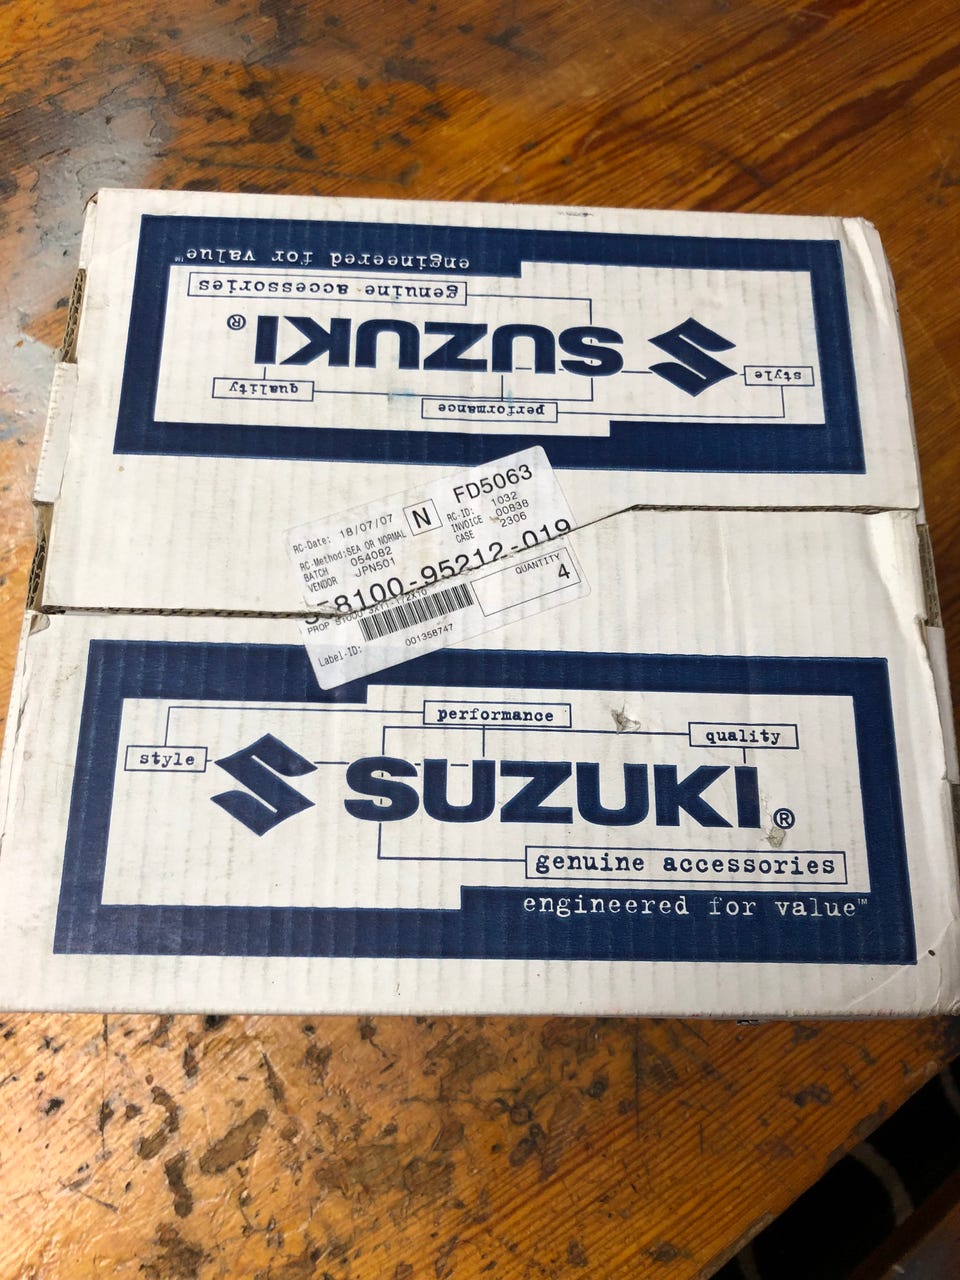 engineered for value™
genuine accessories
SUZUKI®
quality
style
performance
FD5063
RC-Date: 18/07/07
N
RC-ID: 1032
RC-Method:SEA OR NORMAL
INVOICE 00838
BATCH 054082
CASE 2306
VENDOR JPN501
58100-95212-019
QUANTITY
4
PROP
Label-ID: 001358747
performance
quality
style
SUZUKI®
genuine accessories
engineered for value™